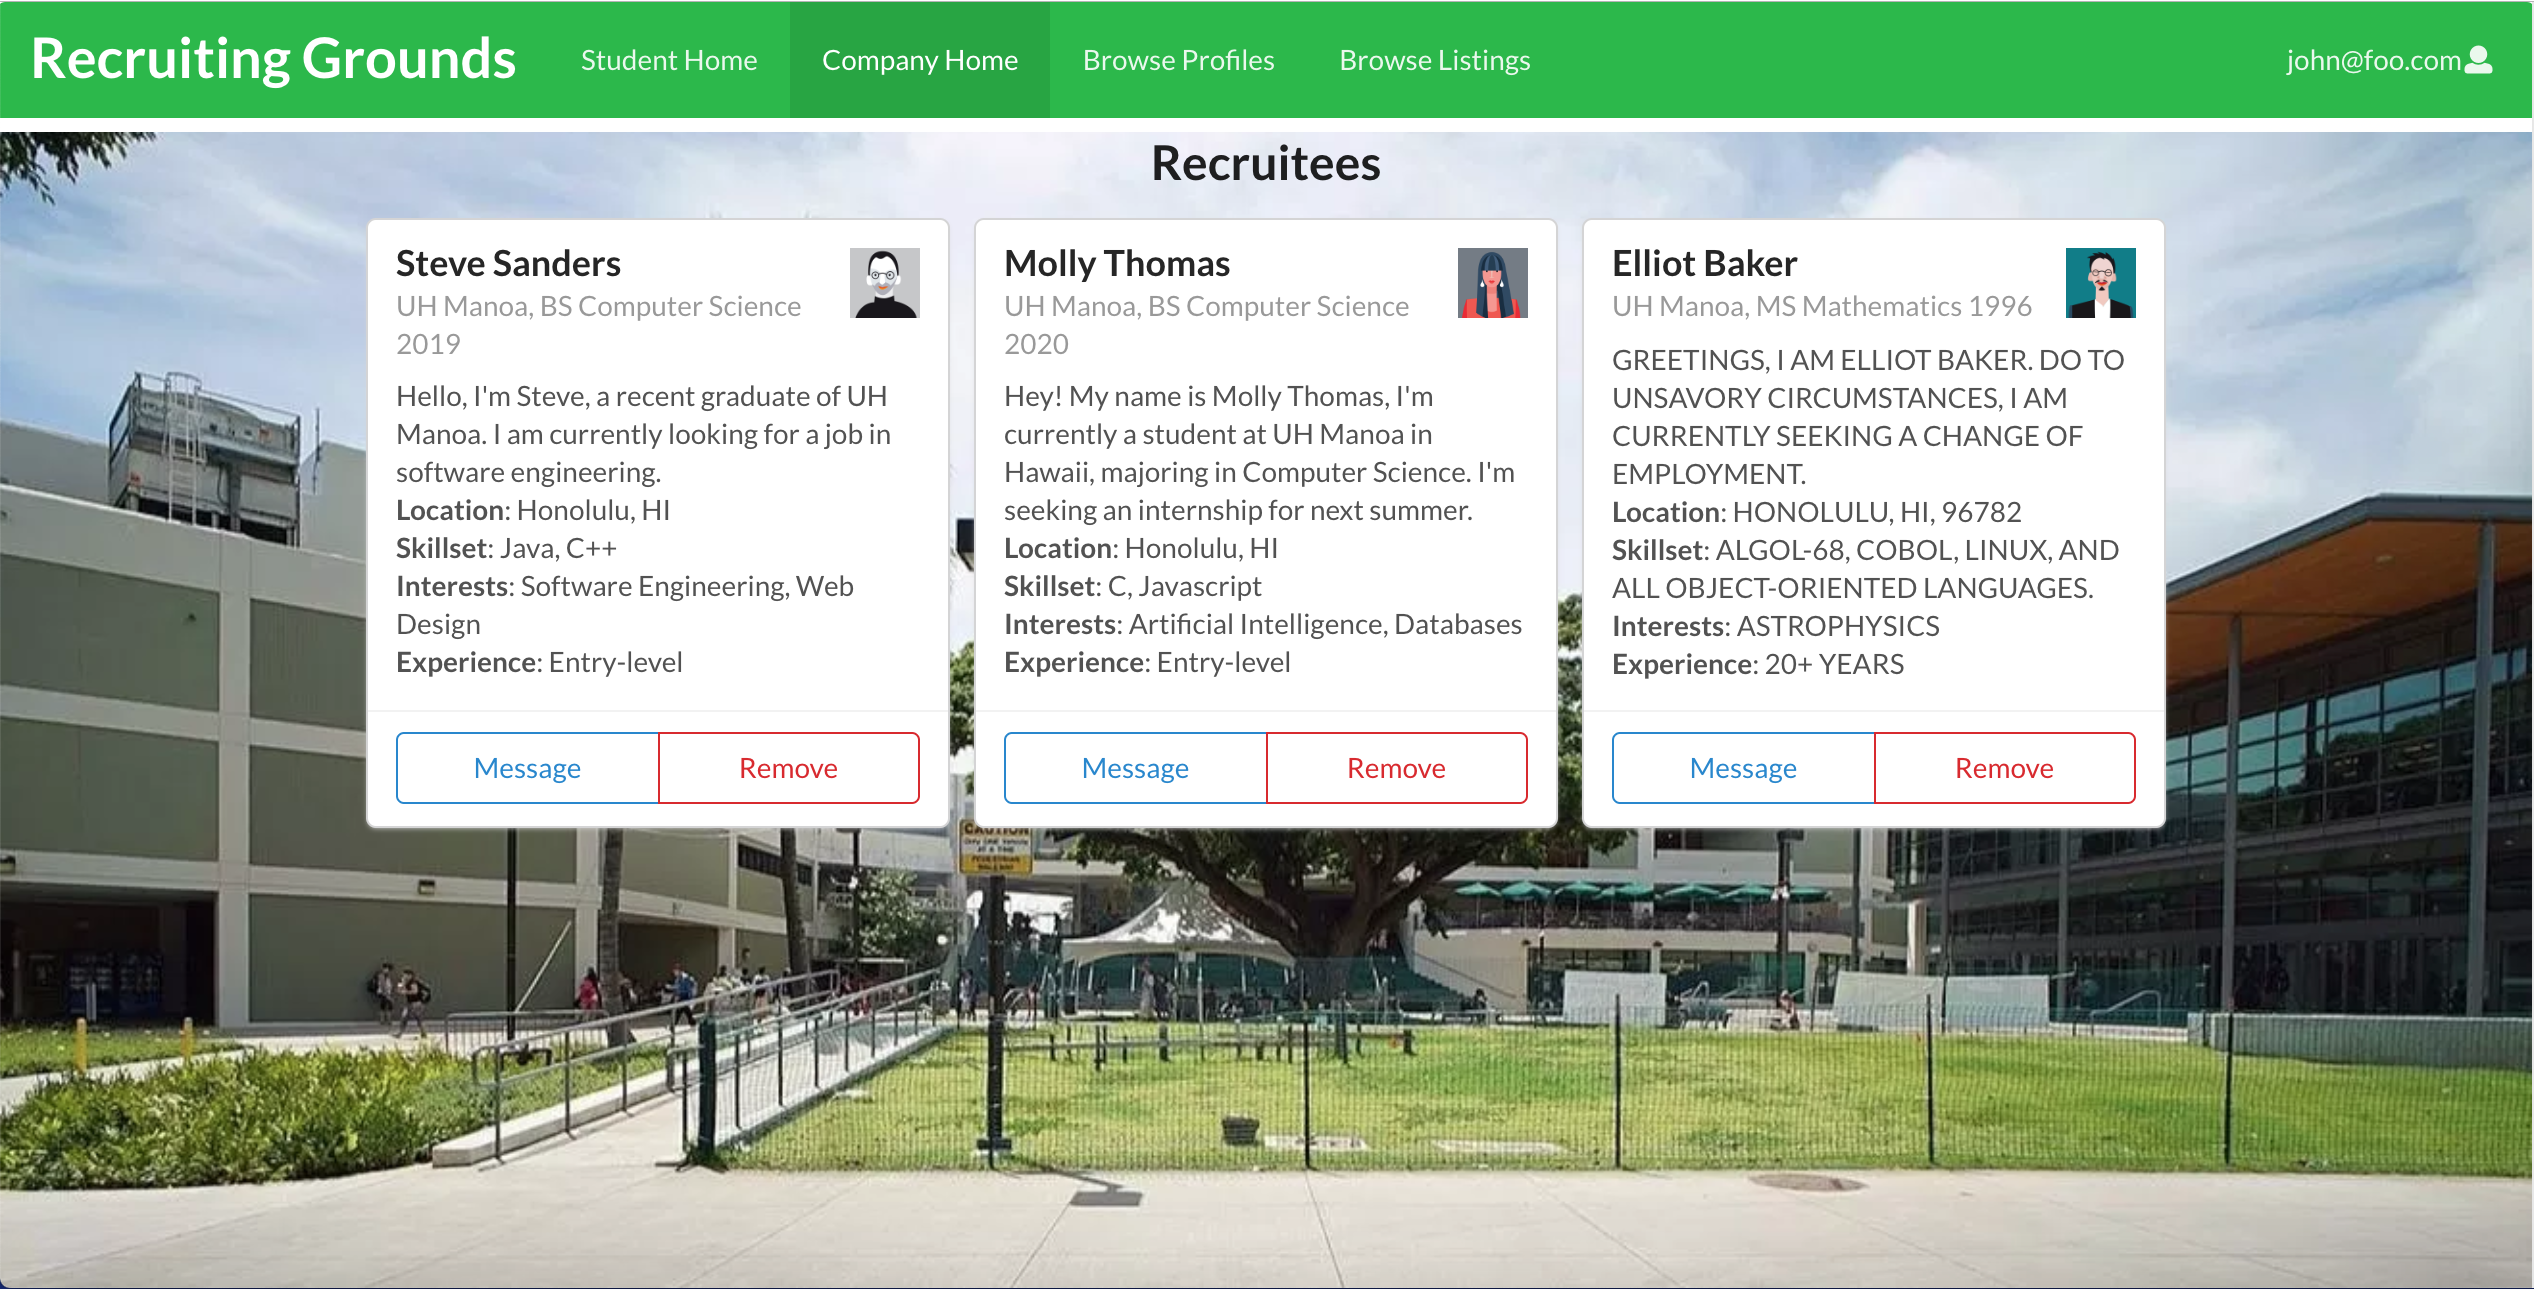 Recruiting Grounds
Student Home
Company Home
Browse Profiles
Browse Listings
john@foo.com
Recruitees
Steve Sanders
UH Manoa, BS Computer Science
2019
Hello, I'm Steve, a recent graduate of UH
Manoa. I am currently looking for a job in
software engineering.
Location: Honolulu, HI
Skillset: Java, C++
Interests: Software Engineering, Web
Design
Experience: Entry-level
Message
Remove
Molly Thomas
UH Manoa, BS Computer Science
2020
Hey! My name is Molly Thomas, I'm
currently a student at UH Manoa in
Hawaii, majoring in Computer Science. I'm
seeking an internship for next summer.
Location: Honolulu, HI
Skillset: C, Javascript
Interests: Artificial Intelligence, Databases
Experience: Entry-level
Message
Remove
Elliot Baker
UH Manoa, MS Mathematics 1996
GREETINGS, I AM ELLIOT BAKER. DO TO
UNSAVORY CIRCUMSTANCES, I AM
CURRENTLY SEEKING A CHANGE OF
EMPLOYMENT.
Location: HONOLULU, HI, 96782
Skillset: ALGOL-68, COBOL, LINUX, AND
ALL OBJECT-ORIENTED LANGUAGES.
Interests: ASTROPHYSICS
Experience: 20+ YEARS
Message
Remove
CAUTION
Only ONE Vehicle
AT A TIME